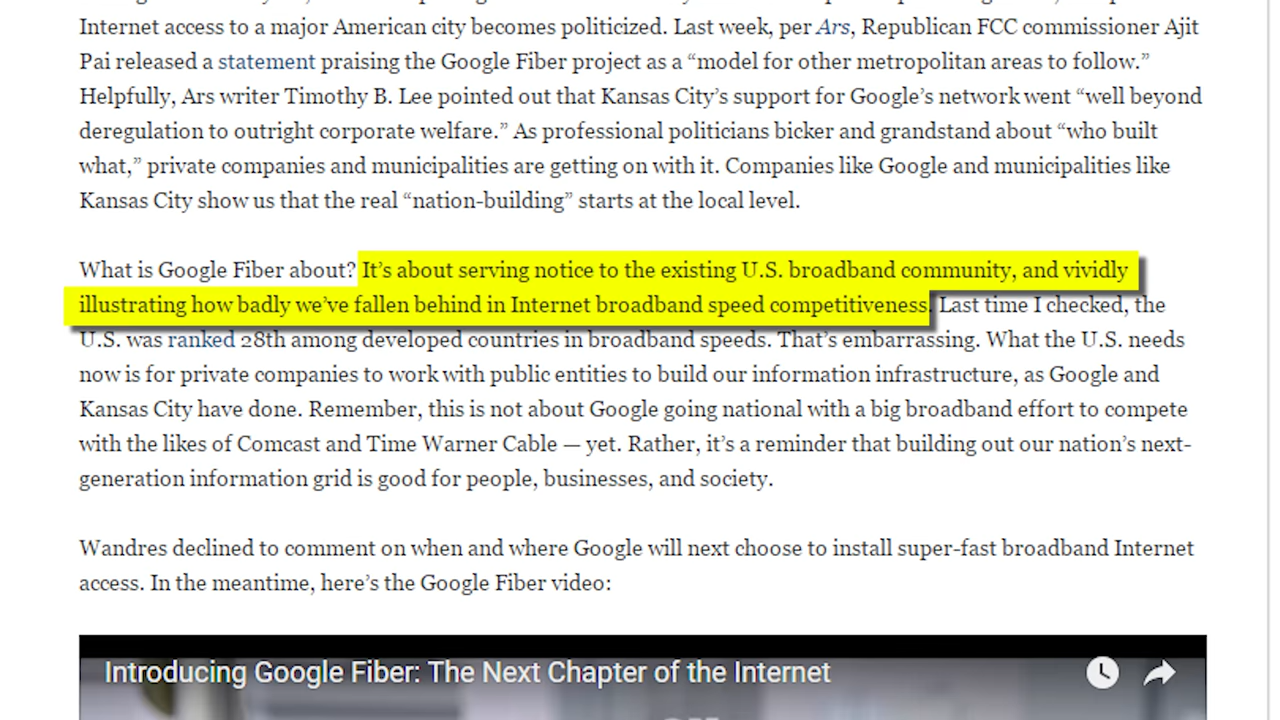 Internet access to a major American city becomes politicized. Last week, per Ars, Republican FCC commissioner Ajit
Pai released a statement praising the Google Fiber project as a “model for other metropolitan areas to follow.”
Helpfully, Ars writer Timothy B. Lee pointed out that Kansas City’s support for Google’s network went “well beyond
deregulation to outright corporate welfare.” As professional politicians bicker and grandstand about “who built
what,” private companies and municipalities are getting on with it. Companies like Google and municipalities like
Kansas City show us that the real “nation-building” starts at the local level.
What is Google Fiber about? It’s about serving notice to the existing U.S. broadband community, and vividly
illustrating how badly we’ve fallen behind in Internet broadband speed competitiveness. Last time I checked, the
U.S. was ranked 28th among developed countries in broadband speeds. That’s embarrassing. What the U.S. needs
now is for private companies to work with public entities to build our information infrastructure, as Google and
Kansas City have done. Remember, this is not about Google going national with a big broadband effort to compete
with the likes of Comcast and Time Warner Cable — yet. Rather, it’s a reminder that building out our nation’s next-
generation information grid is good for people, businesses, and society.
Wandres declined to comment on when and where Google will next choose to install super-fast broadband Internet
access. In the meantime, here’s the Google Fiber video:
Introducing Google Fiber: The Next Chapter of the Internet